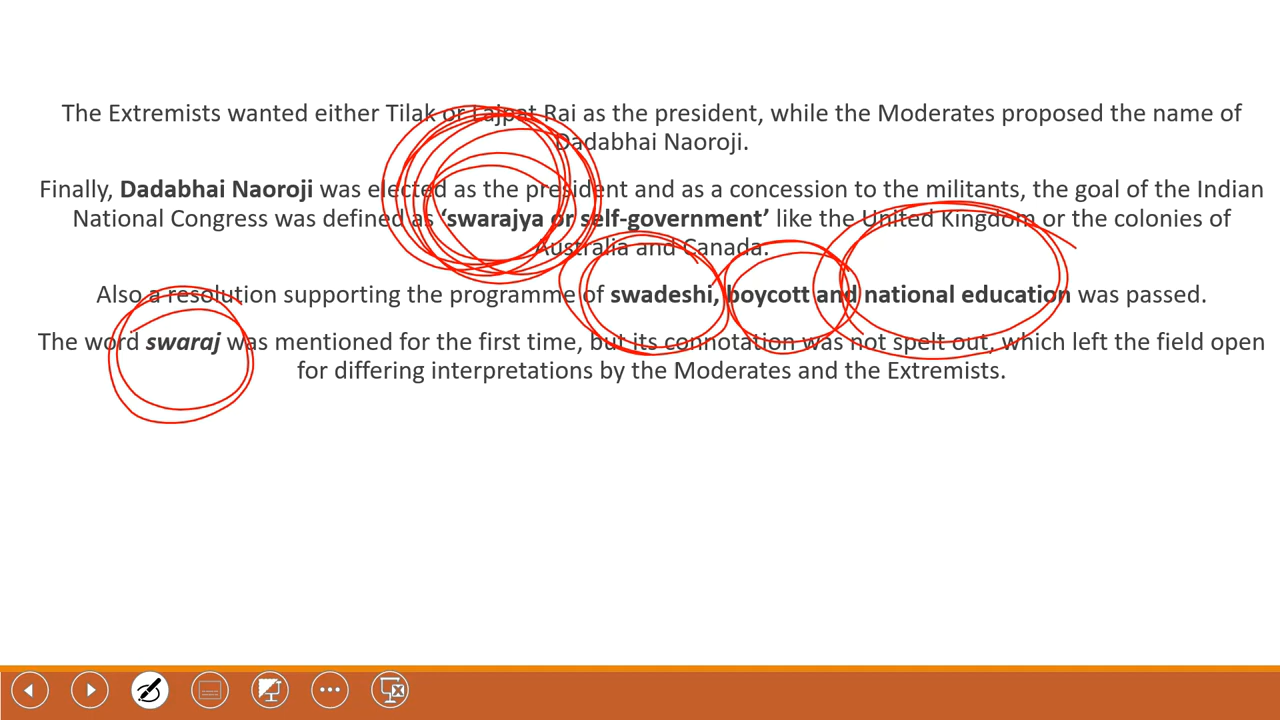 The Extremists wanted either Tilak or Lajpat Rai as the president, while the Moderates proposed the name of
Dadabhai Naoroji.
Finally, Dadabhai Naoroji was elected as the president and as a concession to the militants, the goal of the Indian
National Congress was defined as ‘swarajya or self-government’ like the United Kingdom or the colonies of
Australia and Canada.
Also a resolution supporting the programme of swadeshi, boycott and national education was passed.
The word swaraj was mentioned for the first time, but its connotation was not spelt out, which left the field open
for differing interpretations by the Moderates and the Extremists.